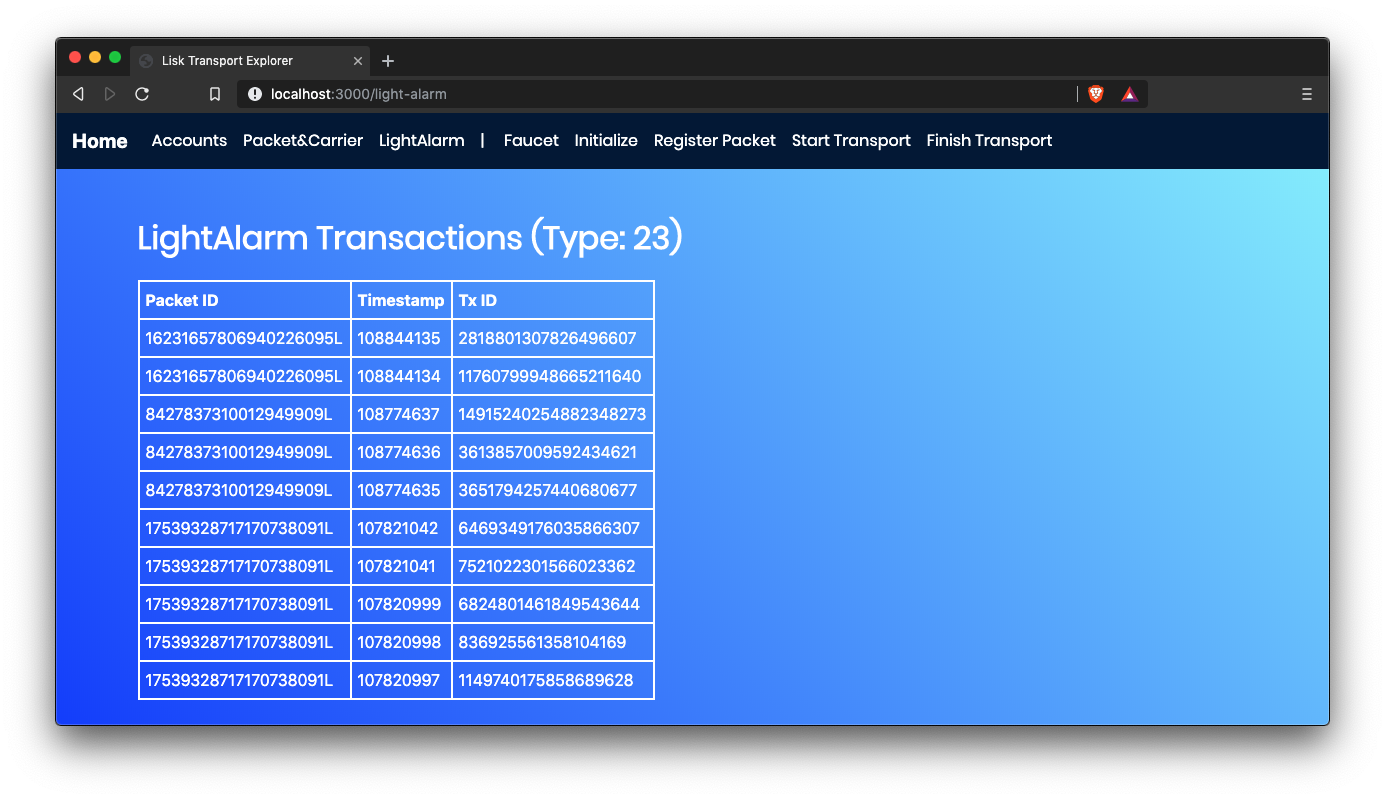 Lisk Transport Explorer
localhost:3000/light-alarm
Home Accounts Packet&Carrier LightAlarm | Faucet Initialize Register Packet Start Transport Finish Transport
LightAlarm Transactions (Type: 23)
Packet ID Timestamp Tx ID
16231657806940226095L 108844135 2818801307826496607
16231657806940226095L 108844134 11760799948665211640
8427837310012949909L 108774637 14915240254882348273
8427837310012949909L 108774636 3613857009592434621
8427837310012949909L 108774635 3651794257440680677
17539328717170738091L 107821042 6469349176035866307
17539328717170738091L 107821041 7521022301566023362
17539328717170738091L 107820999 6824801461849543644
17539328717170738091L 107820998 836925561358104169
17539328717170738091L 107820997 1149740175858689628